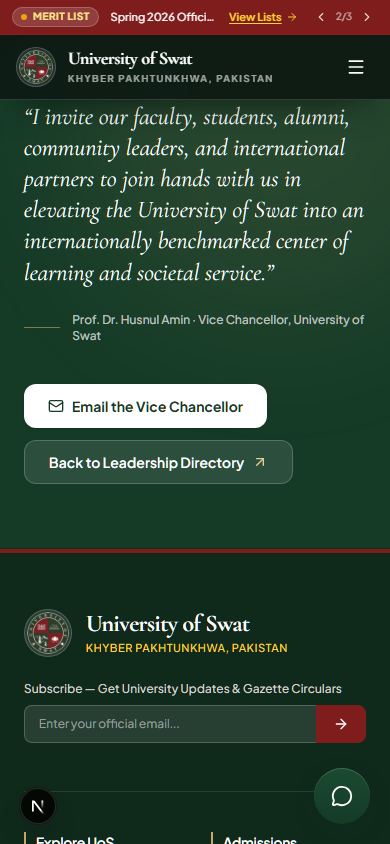 MERIT LIST Spring 2026 Offici... View Lists → 2/3
University of Swat
KHYBER PAKHTUNKHWA, PAKISTAN
“I invite our faculty, students, alumni,
community leaders, and international
partners to join hands with us in
elevating the University of Swat into an
internationally benchmarked center of
learning and societal service.”
Prof. Dr. Husnul Amin · Vice Chancellor, University of
Swat
Email the Vice Chancellor
Back to Leadership Directory
University of Swat
KHYBER PAKHTUNKHWA, PAKISTAN
Subscribe — Get University Updates & Gazette Circulars
Enter your official email...
N
Explore UoS Admissions